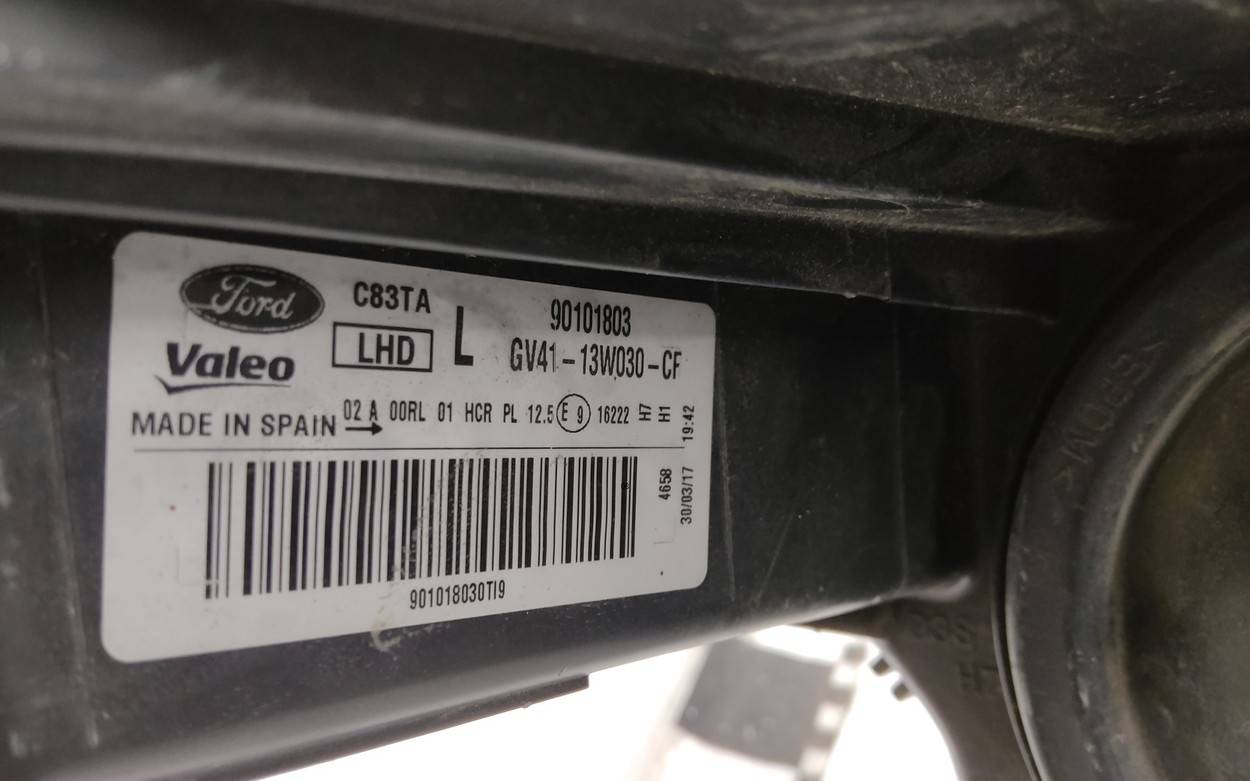 Ford
C83TA
Valeo
LHD
L
90101803
GV41-13W030-CF
MADE IN SPAIN
02 A 00RL 01 HCR PL 12.5 E 9 16222
H7
H1
19:42
4658
30/03/17
901018030TI9